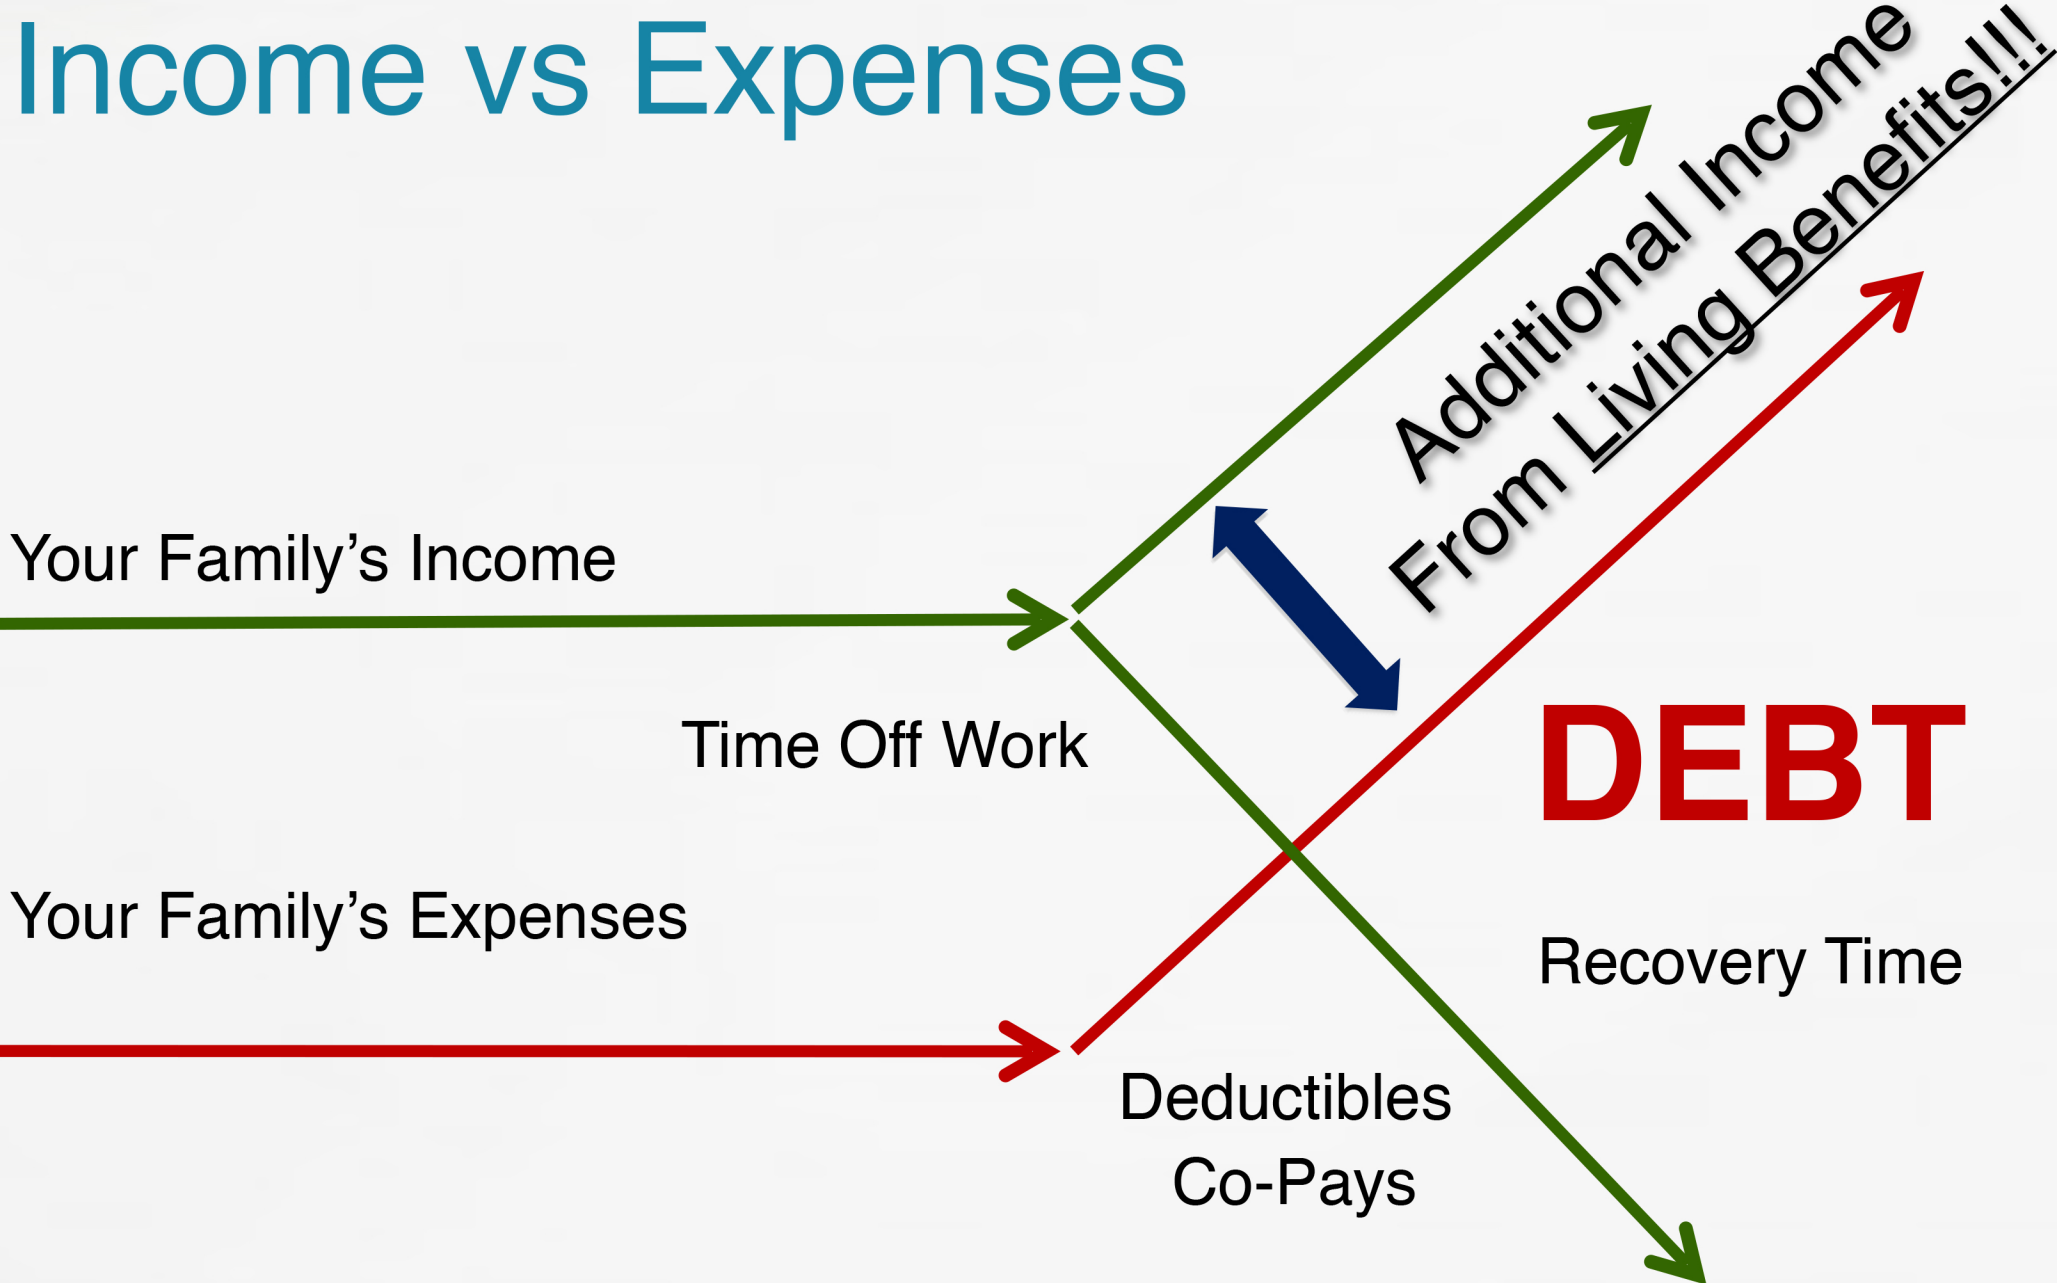 Income vs Expenses
Additional Income
From Living Benefits!!!
Your Family’s Income
Time Off Work
DEBT
Your Family’s Expenses
Recovery Time
Deductibles
Co-Pays